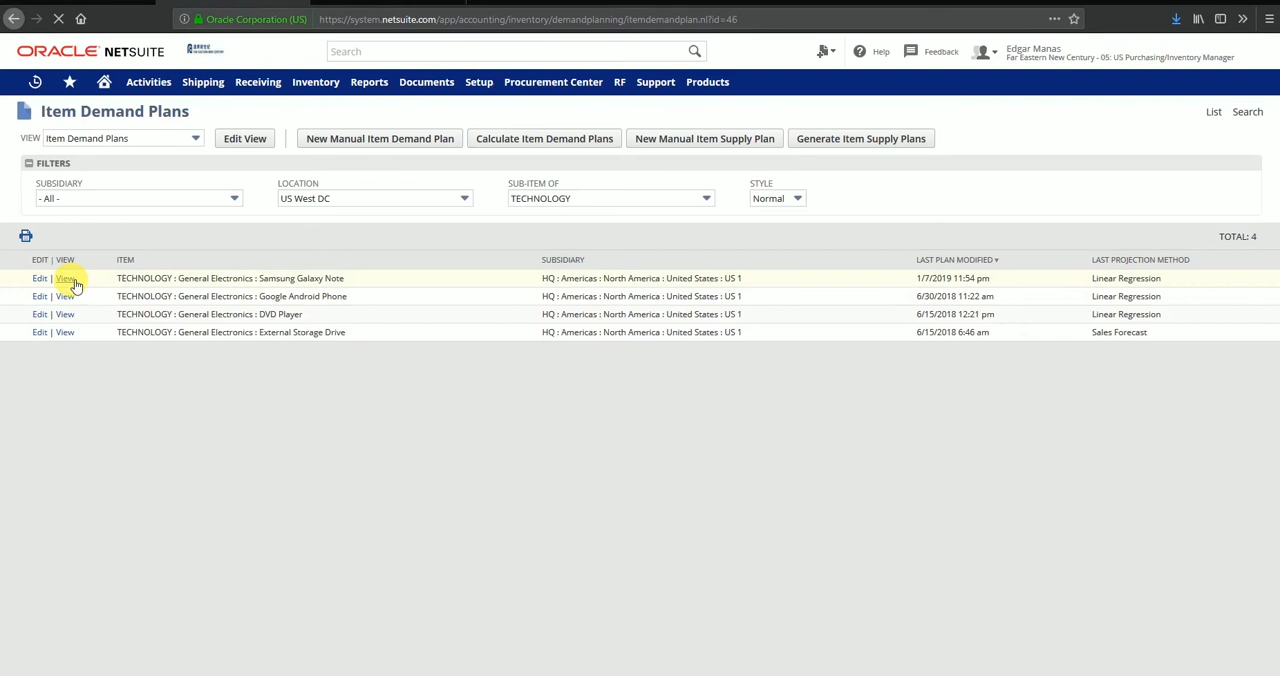 Oracle Corporation (US) https://system.netsuite.com/app/accounting/inventory/demandplanning/itemdemandplan.nl?id=46
ORACLE NETSUITE Search Help Feedback Edgar Manas
Far Eastern New Century - 05: US Purchasing/Inventory Manager
Activities Shipping Receiving Inventory Reports Documents Setup Procurement Center RF Support Products
Item Demand Plans List Search
VIEW Item Demand Plans Edit View New Manual Item Demand Plan Calculate Item Demand Plans New Manual Item Supply Plan Generate Item Supply Plans
FILTERS
SUBSIDIARY LOCATION SUB-ITEM OF STYLE
- All - US West DC TECHNOLOGY Normal
TOTAL: 4
EDIT | VIEW ITEM SUBSIDIARY LAST PLAN MODIFIED LAST PROJECTION METHOD
Edit | View TECHNOLOGY : General Electronics : Samsung Galaxy Note HQ : Americas : North America : United States : US 1 1/7/2019 11:54 pm Linear Regression
Edit | View TECHNOLOGY : General Electronics : Google Android Phone HQ : Americas : North America : United States : US 1 6/30/2018 11:22 am Linear Regression
Edit | View TECHNOLOGY : General Electronics : DVD Player HQ : Americas : North America : United States : US 1 6/15/2018 12:21 pm Linear Regression
Edit | View TECHNOLOGY : General Electronics : External Storage Drive HQ : Americas : North America : United States : US 1 6/15/2018 6:46 am Sales Forecast